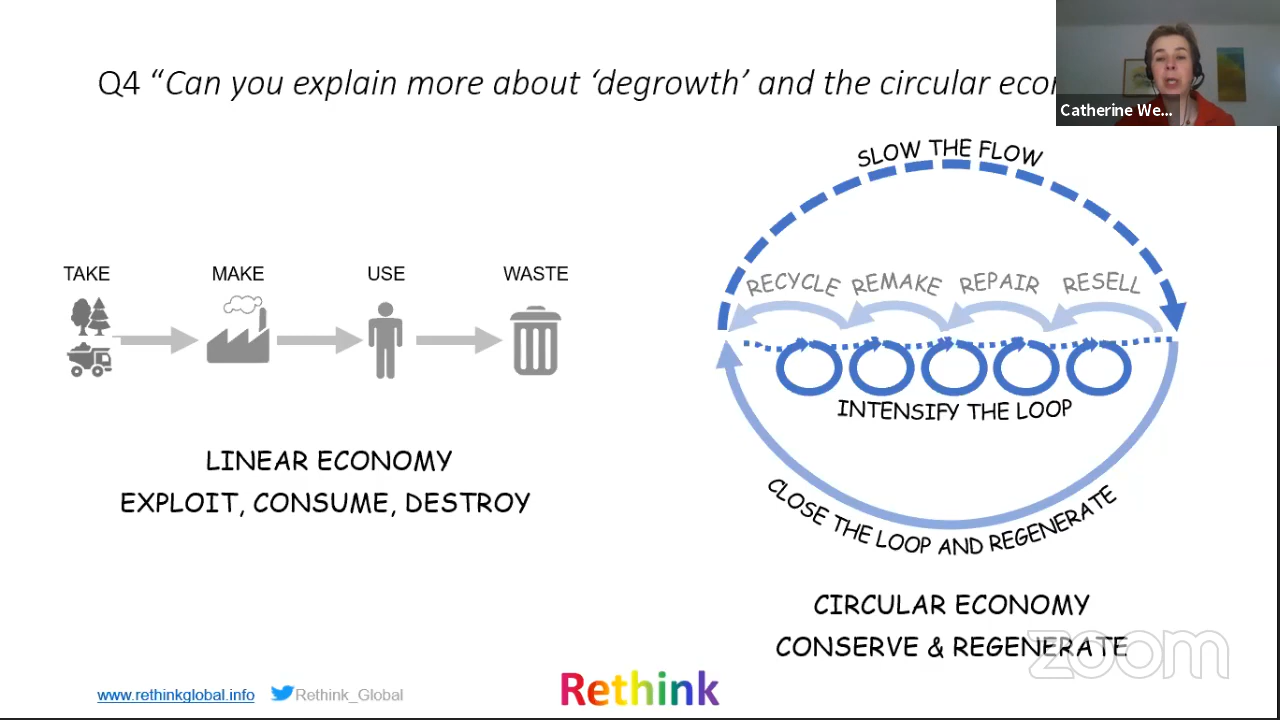 Q4 “Can you explain more about ‘degrowth’ and the circular
Catherine We...
SLOW THE FLOW
TAKE
MAKE
USE
WASTE
RECYCLE
REMAKE
REPAIR
RESELL
INTENSIFY THE LOOP
LINEAR ECONOMY
EXPLOIT, CONSUME, DESTROY
CLOSE THE LOOP AND REGENERATE
CIRCULAR ECONOMY
CONSERVE & REGENERATE
zoom
www.rethinkglobal.info
Rethink_Global
Rethink